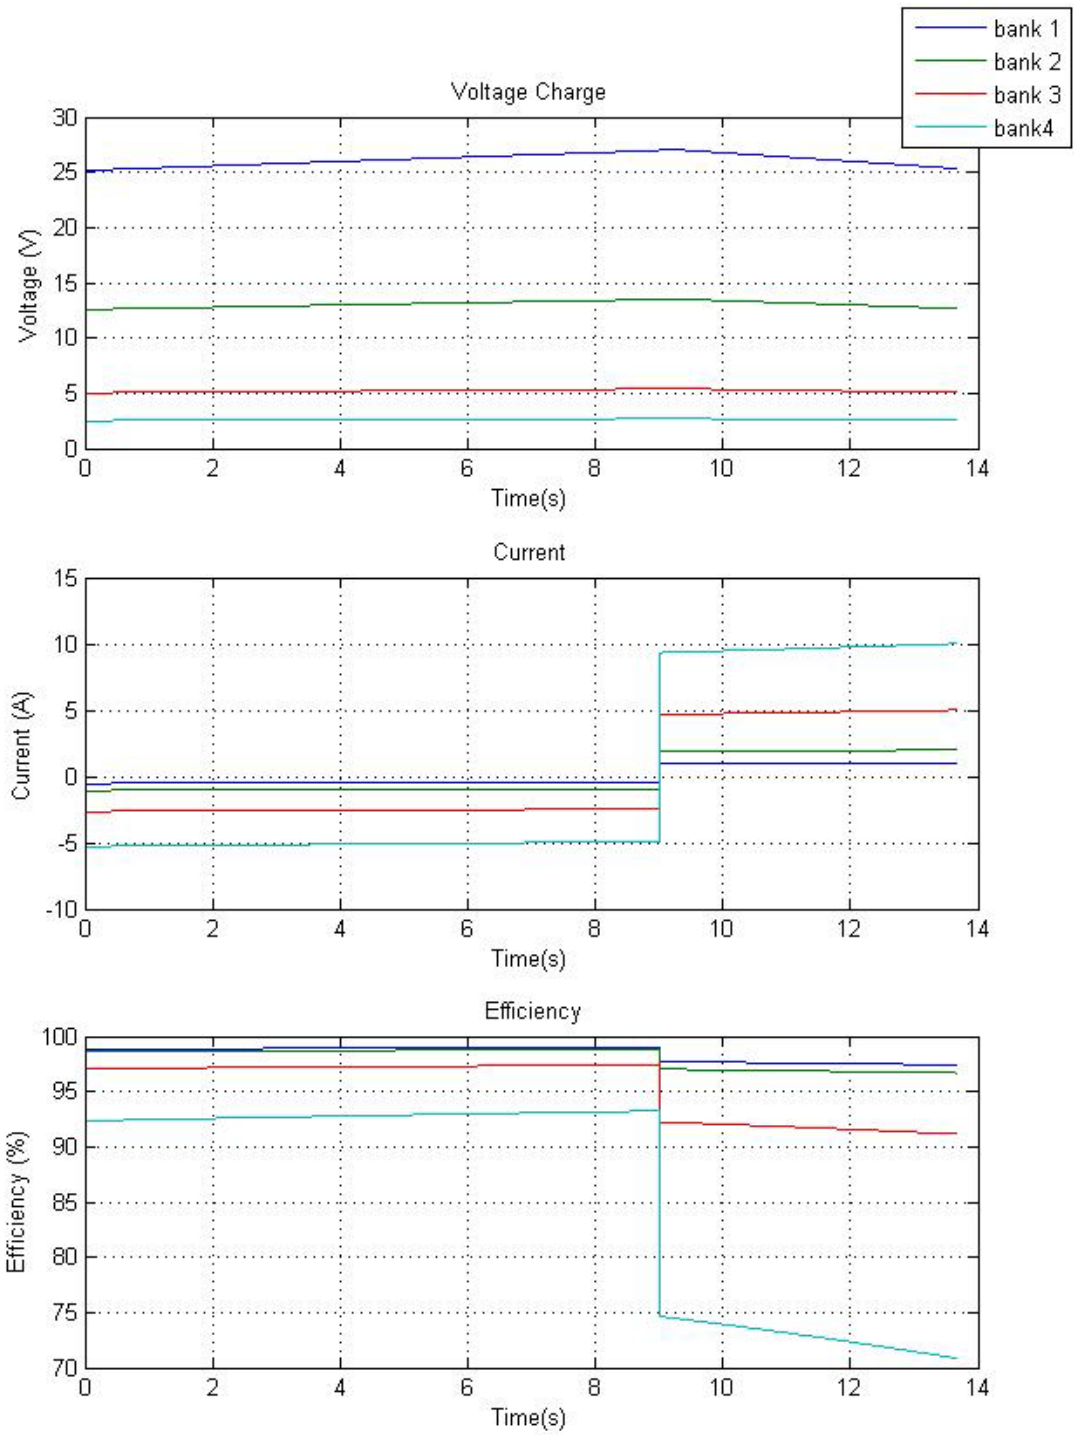 bank 1
bank 2
bank 3
bank4
Voltage Charge
30
25
20
15
10
5
0
Voltage (V)
0 2 4 6 8 10 12 14
Time(s)
Current
15
10
5
0
-5
-10
Current (A)
0 2 4 6 8 10 12 14
Time(s)
Efficiency
100
95
90
85
80
75
70
Efficiency (%)
0 2 4 6 8 10 12 14
Time(s)